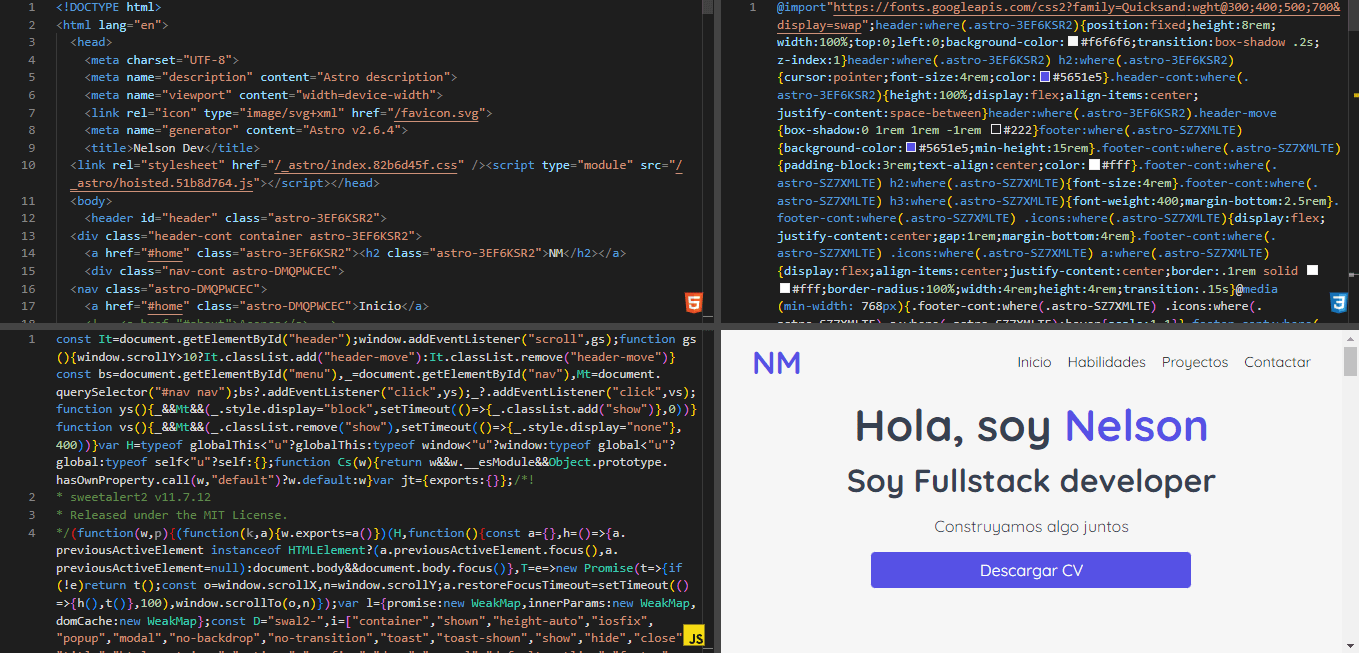 1 <!DOCTYPE html>
2 <html lang="en">
3 <head>
4 <meta charset="UTF-8">
5 <meta name="description" content="Astro description">
6 <meta name="viewport" content="width=device-width">
7 <link rel="icon" type="image/svg+xml" href="/favicon.svg">
8 <meta name="generator" content="Astro v2.6.4">
9 <title>Nelson Dev</title>
10 <link rel="stylesheet" href="/_astro/index.82b6d45f.css" /><script type="module" src="/
_astro/hoisted.51b8d764.js"></script></head>
11 <body>
12 <header id="header" class="astro-3EF6KSR2">
13 <div class="header-cont container astro-3EF6KSR2">
14 <a href="#home" class="astro-3EF6KSR2"><h2 class="astro-3EF6KSR2">NM</h2></a>
15 <div class="nav-cont astro-DMQPWCEC">
16 <nav class="astro-DMQPWCEC">
17 <a href="#home" class="astro-DMQPWCEC">Inicio</a>
5
1 @import"https://fonts.googleapis.com/css2?family=Quicksand:wght@300;400;500;700&
display=swap";header:where(.astro-3EF6KSR2){position:fixed;height:8rem;
width:100%;top:0;left:0;background-color:#f6f6f6;transition:box-shadow .2s;
z-index:1}header:where(.astro-3EF6KSR2) h2:where(.astro-3EF6KSR2)
{cursor:pointer;font-size:4rem;color:#5651e5}.header-cont:where(.
astro-3EF6KSR2){height:100%;display:flex;align-items:center;
justify-content:space-between}header:where(.astro-3EF6KSR2).header-move
{box-shadow:0 1rem 1rem -1rem #222}footer:where(.astro-SZ7XMLTE)
{background-color:#5651e5;min-height:15rem}.footer-cont:where(.astro-SZ7XMLTE)
{padding-block:3rem;text-align:center;color:#fff}.footer-cont:where(.
astro-SZ7XMLTE) h2:where(.astro-SZ7XMLTE){font-size:4rem}.footer-cont:where(.
astro-SZ7XMLTE) h3:where(.astro-SZ7XMLTE){font-weight:400;margin-bottom:2.5rem}.
footer-cont:where(.astro-SZ7XMLTE) .icons:where(.astro-SZ7XMLTE){display:flex;
justify-content:center;gap:1rem;margin-bottom:4rem}.footer-cont:where(.
astro-SZ7XMLTE) .icons:where(.astro-SZ7XMLTE) a:where(.astro-SZ7XMLTE)
{display:flex;align-items:center;justify-content:center;border:.1rem solid
#fff;border-radius:100%;width:4rem;height:4rem;transition:.15s}@media
(min-width: 768px){.footer-cont:where(.astro-SZ7XMLTE) .icons:where(.
3
1 const It=document.getElementById("header");window.addEventListener("scroll",gs);function gs
(){window.scrollY>10?It.classList.add("header-move"):It.classList.remove("header-move")}
const bs=document.getElementById("menu"),_=document.getElementById("nav"),Mt=document.
querySelector("#nav nav");bs?.addEventListener("click",ys);_?.addEventListener("click",vs);
function ys(){_&&Mt&&(_.style.display="block",setTimeout(()=>{_.classList.add("show")},0))}
function vs(){_&&Mt&&(_.classList.remove("show"),setTimeout(()=>{_.style.display="none"},
400))}var H=typeof globalThis<"u"?globalThis:typeof window<"u"?window:typeof global<"u"?
global:typeof self<"u"?self:{};function Cs(w){return w&&w.__esModule&&Object.prototype.
hasOwnProperty.call(w,"default")?w.default:w}var jt={exports:{}};/*!
2 * sweetalert2 v11.7.12
3 * Released under the MIT License.
4 */(function(w,p){(function(k,a){w.exports=a()})(H,function(){const a={},h=()=>{a.
previousActiveElement instanceof HTMLElement?(a.previousActiveElement.focus(),a.
previousActiveElement=null):document.body&&document.body.focus()},T=e=>new Promise(t=>{if
(!e)return t();const o=window.scrollX,n=window.scrollY;a.restoreFocusTimeout=setTimeout(()
=>{h(),t()},100),window.scrollTo(o,n)});var l={promise:new WeakMap,innerParams:new WeakMap,
domCache:new WeakMap};const D="swal2-",i=["container","shown","height-auto","iosfix",
"popup","modal","no-backdrop","no-transition","toast","toast-shown","show","hide","close"
JS
NM
Inicio Habilidades Proyectos Contactar
Hola, soy Nelson
Soy Fullstack developer
Construyamos algo juntos
Descargar CV